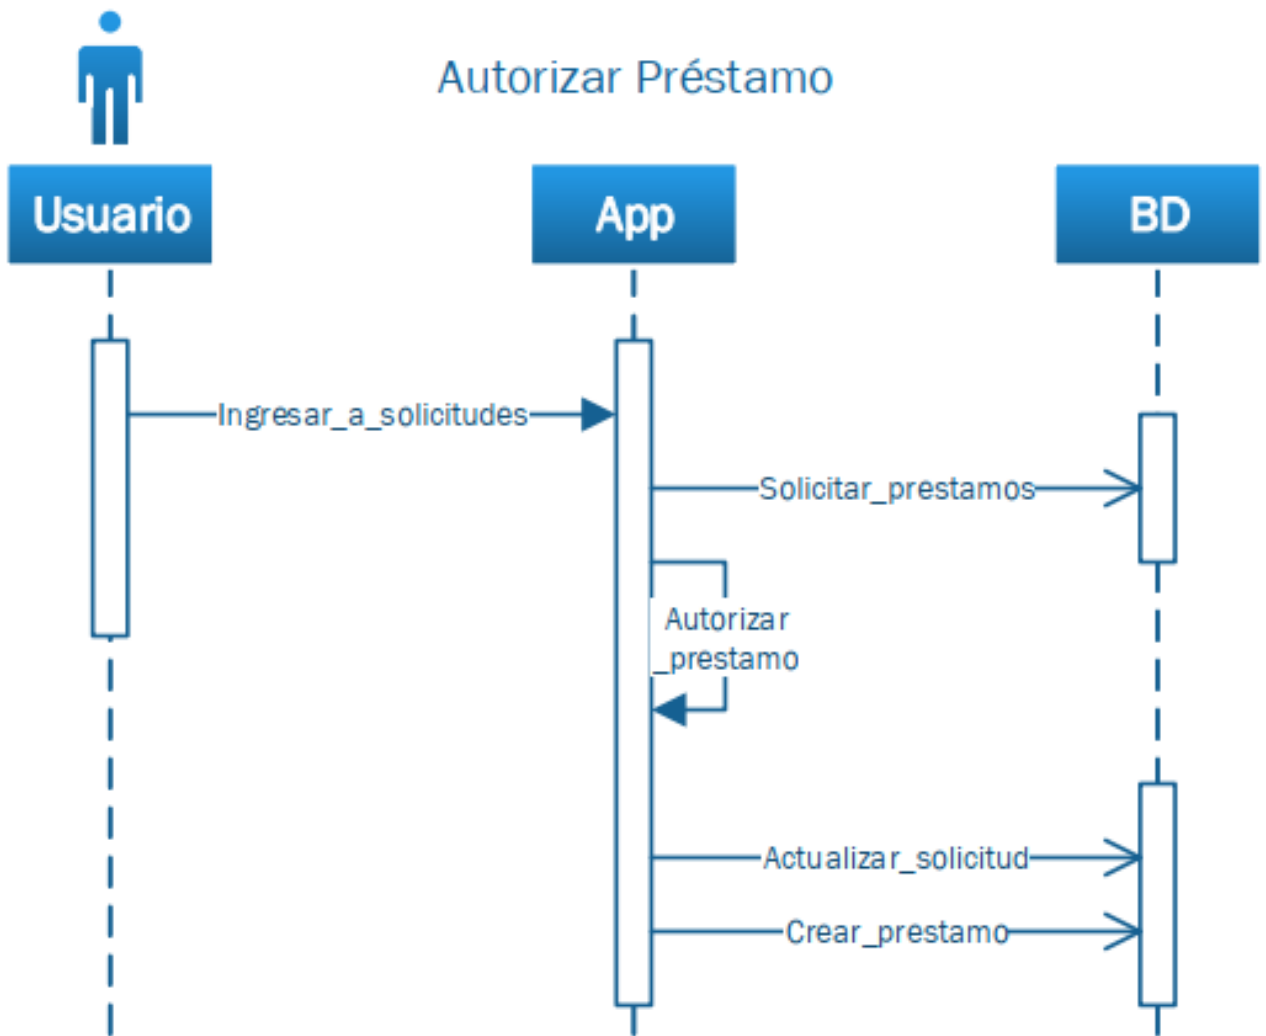 Autorizar Préstamo
Usuario
App
BD
Ingresar_a_solicitudes
Solicitar_prestamos
Autorizar
_prestamo
Actualizar_solicitud
Crear_prestamo